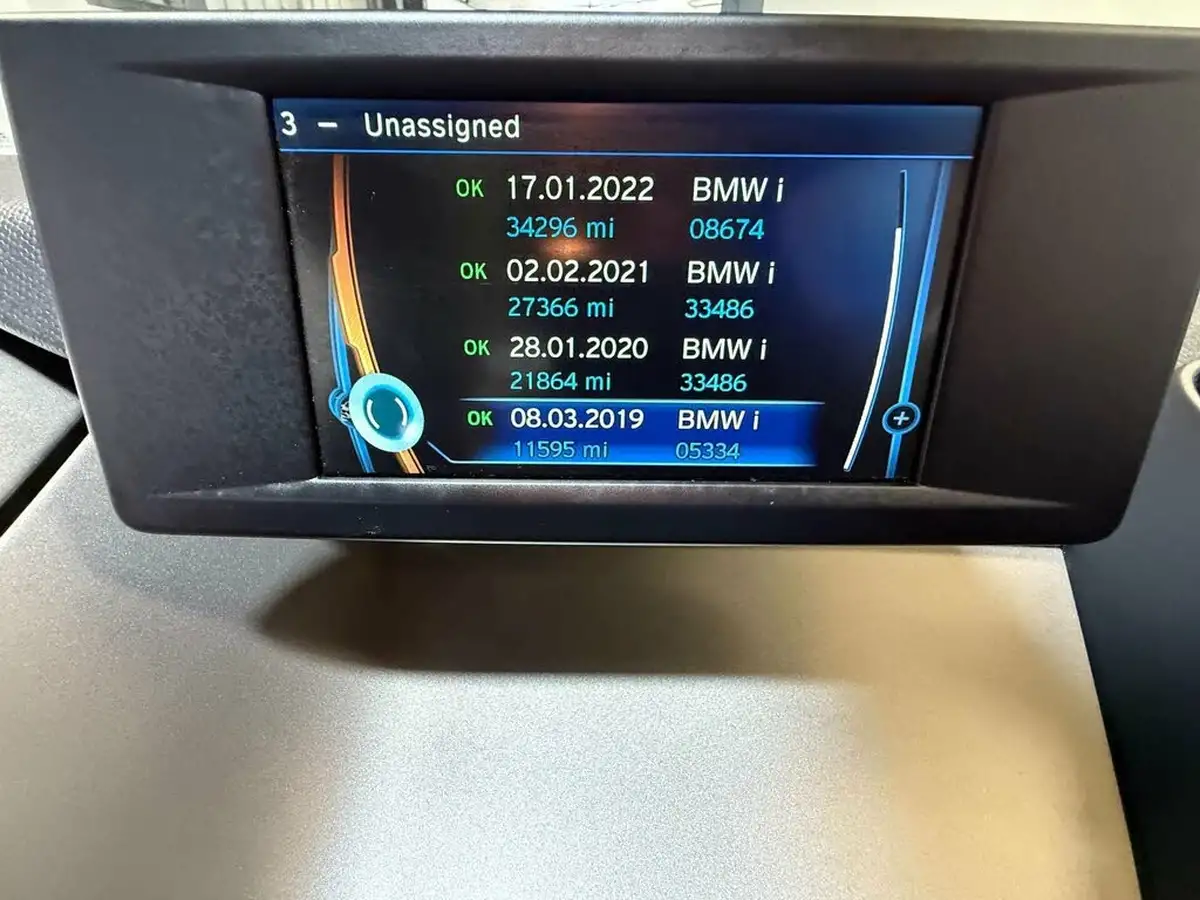 3 – Unassigned
OK 17.01.2022 BMW i
34296 mi 08674
OK 02.02.2021 BMW i
27366 mi 33486
OK 28.01.2020 BMW i
21864 mi 33486
OK 08.03.2019 BMW i
11595 mi 05334